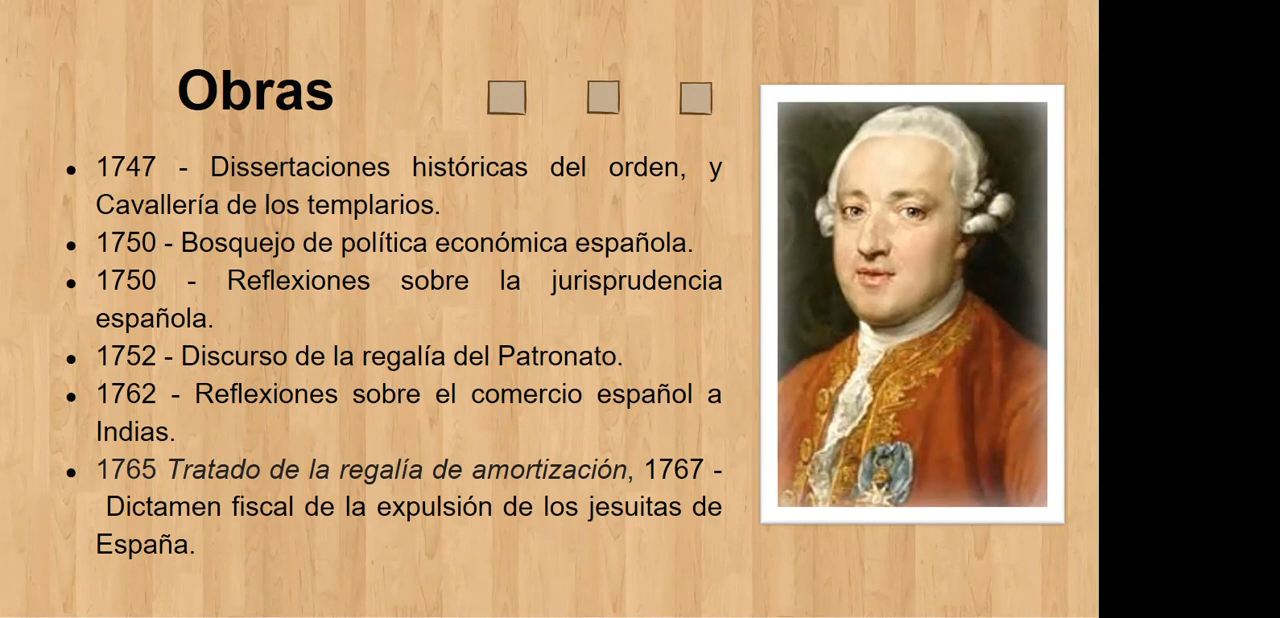 Obras
• 1747 - Dissertaciones históricas del orden, y
Cavallería de los templarios.
• 1750 - Bosquejo de política económica española.
• 1750 - Reflexiones sobre la jurisprudencia
española.
• 1752 - Discurso de la regalía del Patronato.
• 1762 - Reflexiones sobre el comercio español a
Indias.
• 1765 Tratado de la regalía de amortización, 1767 -
Dictamen fiscal de la expulsión de los jesuitas de
España.